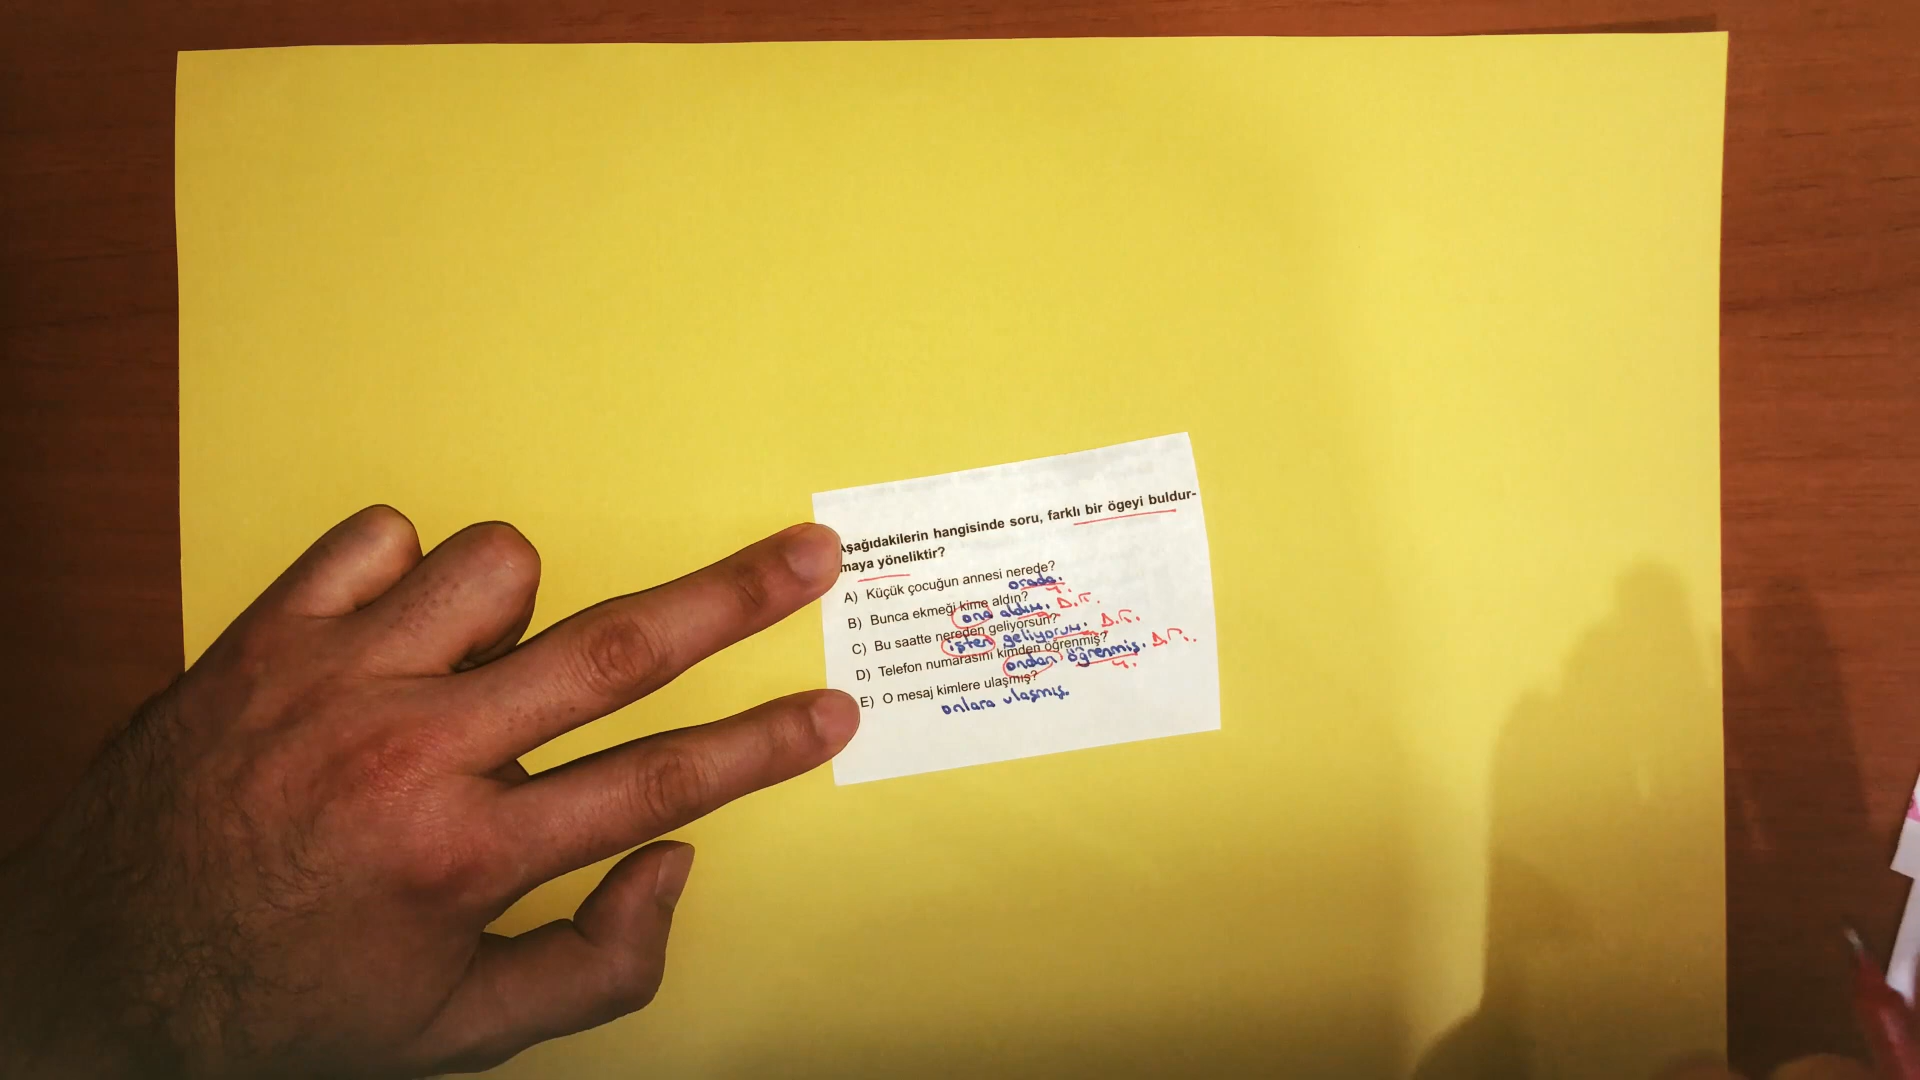 Aşağıdakilerin hangisinde soru, farklı bir ögeyi buldur-
maya yöneliktir?
A) Küçük çocuğun annesi nerede?
orada.
Y.
B) Bunca ekmeği kime aldın?
ona aldım. D.T.
C) Bu saatte nereden geliyorsun?
işten geliyorum. D.T.
D) Telefon numarasını kimden öğrenmiş?
ondan öğrenmiş. D.T.
Y.
E) O mesaj kimlere ulaşmış?
onlara ulaşmış.